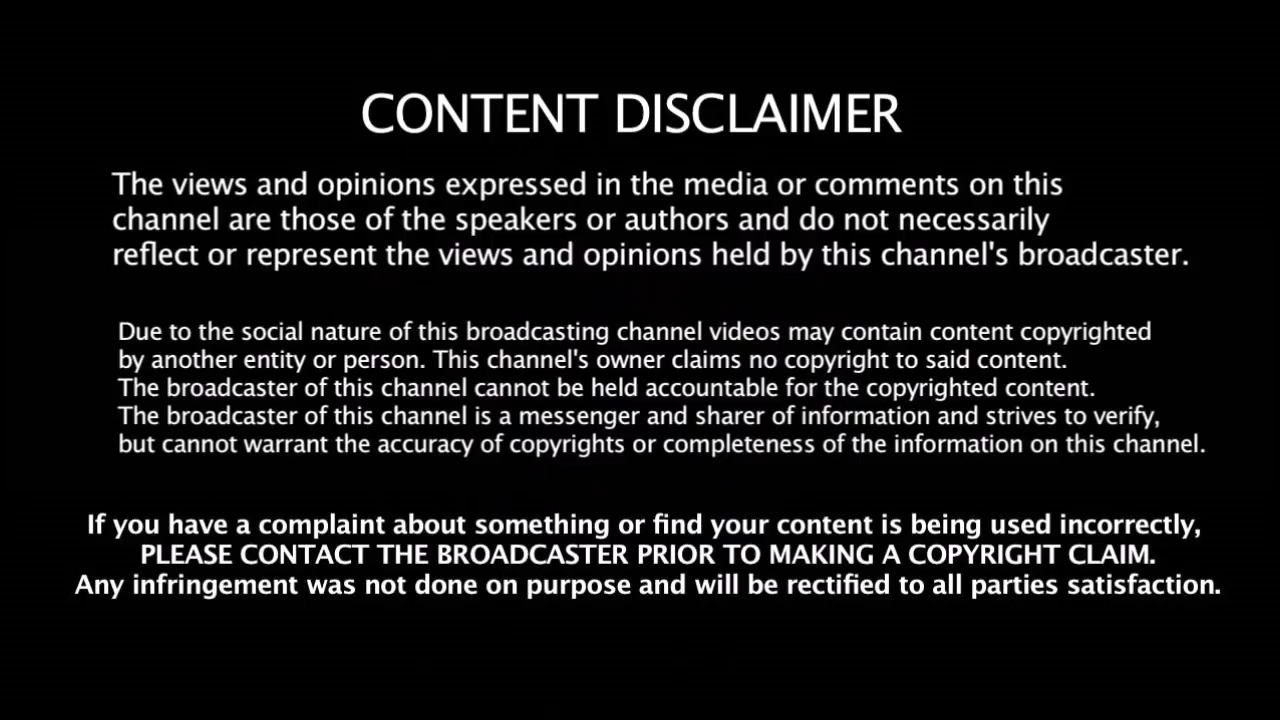 CONTENT DISCLAIMER
The views and opinions expressed in the media or comments on this
channel are those of the speakers or authors and do not necessarily
reflect or represent the views and opinions held by this channel's broadcaster.
Due to the social nature of this broadcasting channel videos may contain content copyrighted
by another entity or person. This channel's owner claims no copyright to said content.
The broadcaster of this channel cannot be held accountable for the copyrighted content.
The broadcaster of this channel is a messenger and sharer of information and strives to verify,
but cannot warrant the accuracy of copyrights or completeness of the information on this channel.
If you have a complaint about something or find your content is being used incorrectly,
PLEASE CONTACT THE BROADCASTER PRIOR TO MAKING A COPYRIGHT CLAIM.
Any infringement was not done on purpose and will be rectified to all parties satisfaction.